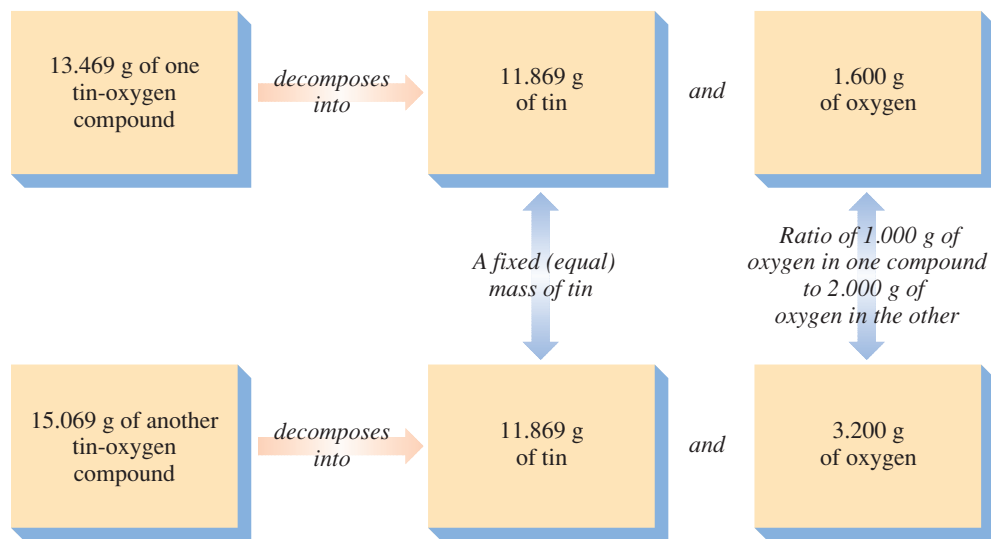 13.469 g of one
tin-oxygen
compound
decomposes
into
11.869 g
of tin
and
1.600 g
of oxygen
A fixed (equal)
mass of tin
Ratio of 1.000 g of
oxygen in one compound
to 2.000 g of
oxygen in the other
15.069 g of another
tin-oxygen
compound
decomposes
into
11.869 g
of tin
and
3.200 g
of oxygen